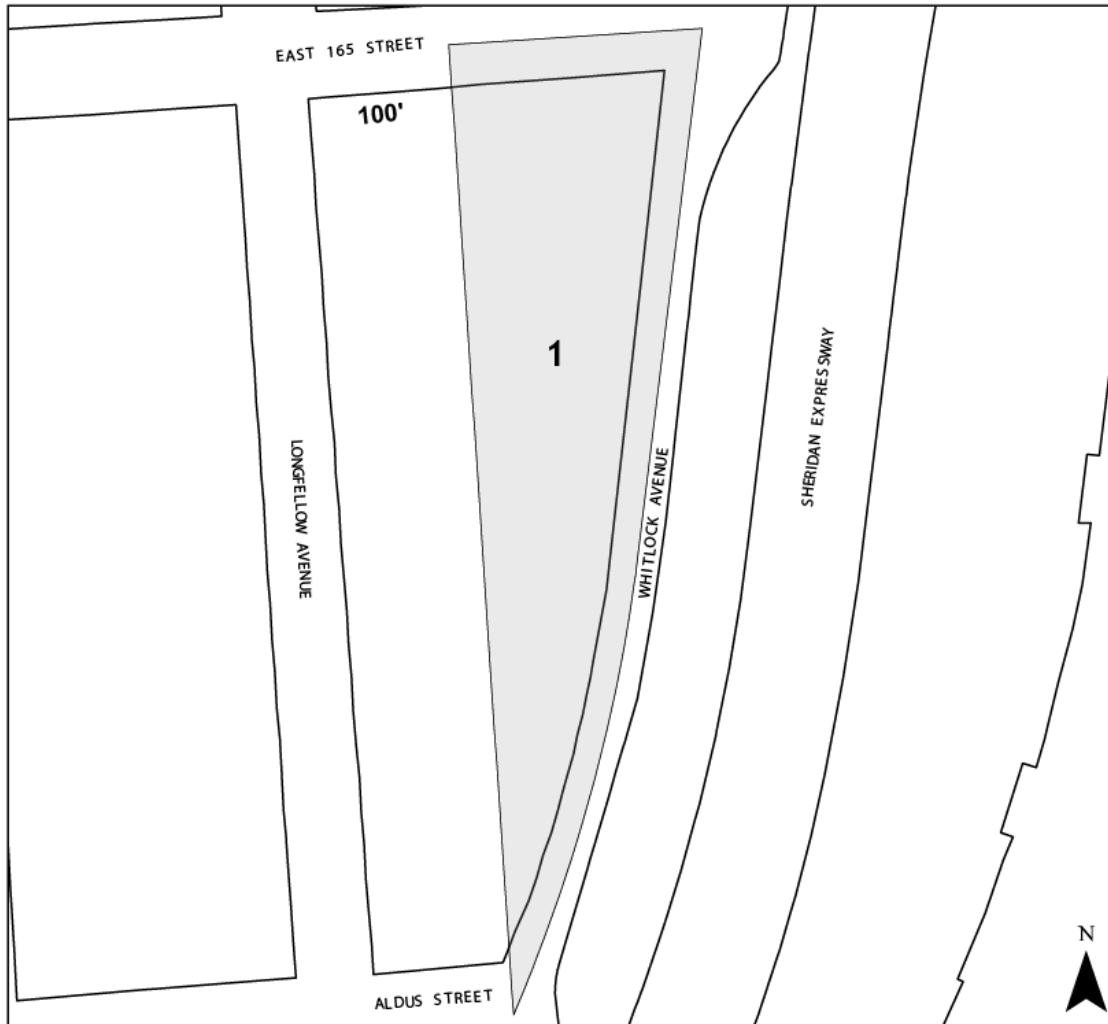 EAST 165 STREET
100'
1
LONGFELLOW AVENUE
WHITLOCK AVENUE
SHERIDAN EXPRESSWAY
N
ALDUS STREET